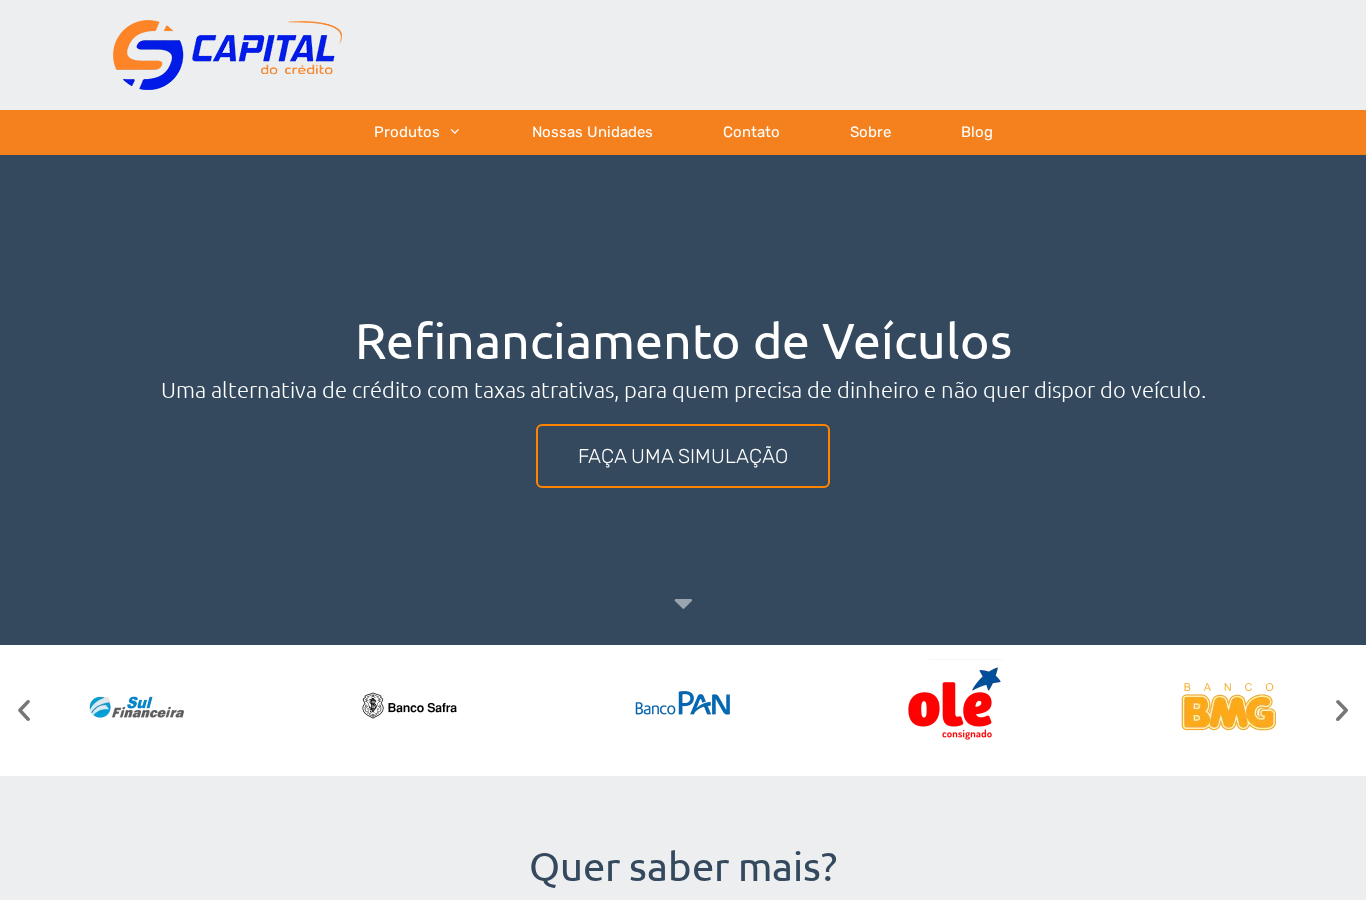 CAPITAL
do crédito
Produtos
Nossas Unidades
Contato
Sobre
Blog
Refinanciamento de Veículos
Uma alternativa de crédito com taxas atrativas, para quem precisa de dinheiro e não quer dispor do veículo.
FAÇA UMA SIMULAÇÃO
Sul
Financeira
Banco Safra
Banco PAN
olé
consignado
BANCO
BMG
Quer saber mais?